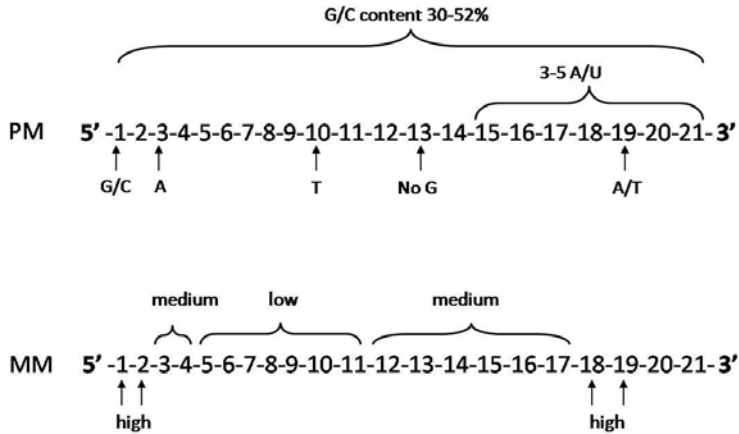 G/C content 30-52%
3-5 A/U
PM 5’ -1-2-3-4-5-6-7-8-9-10-11-12-13-14-15-16-17-18-19-20-21- 3’
G/C A T No G A/T
medium low medium
MM 5’ -1-2-3-4-5-6-7-8-9-10-11-12-13-14-15-16-17-18-19-20-21- 3’
high high